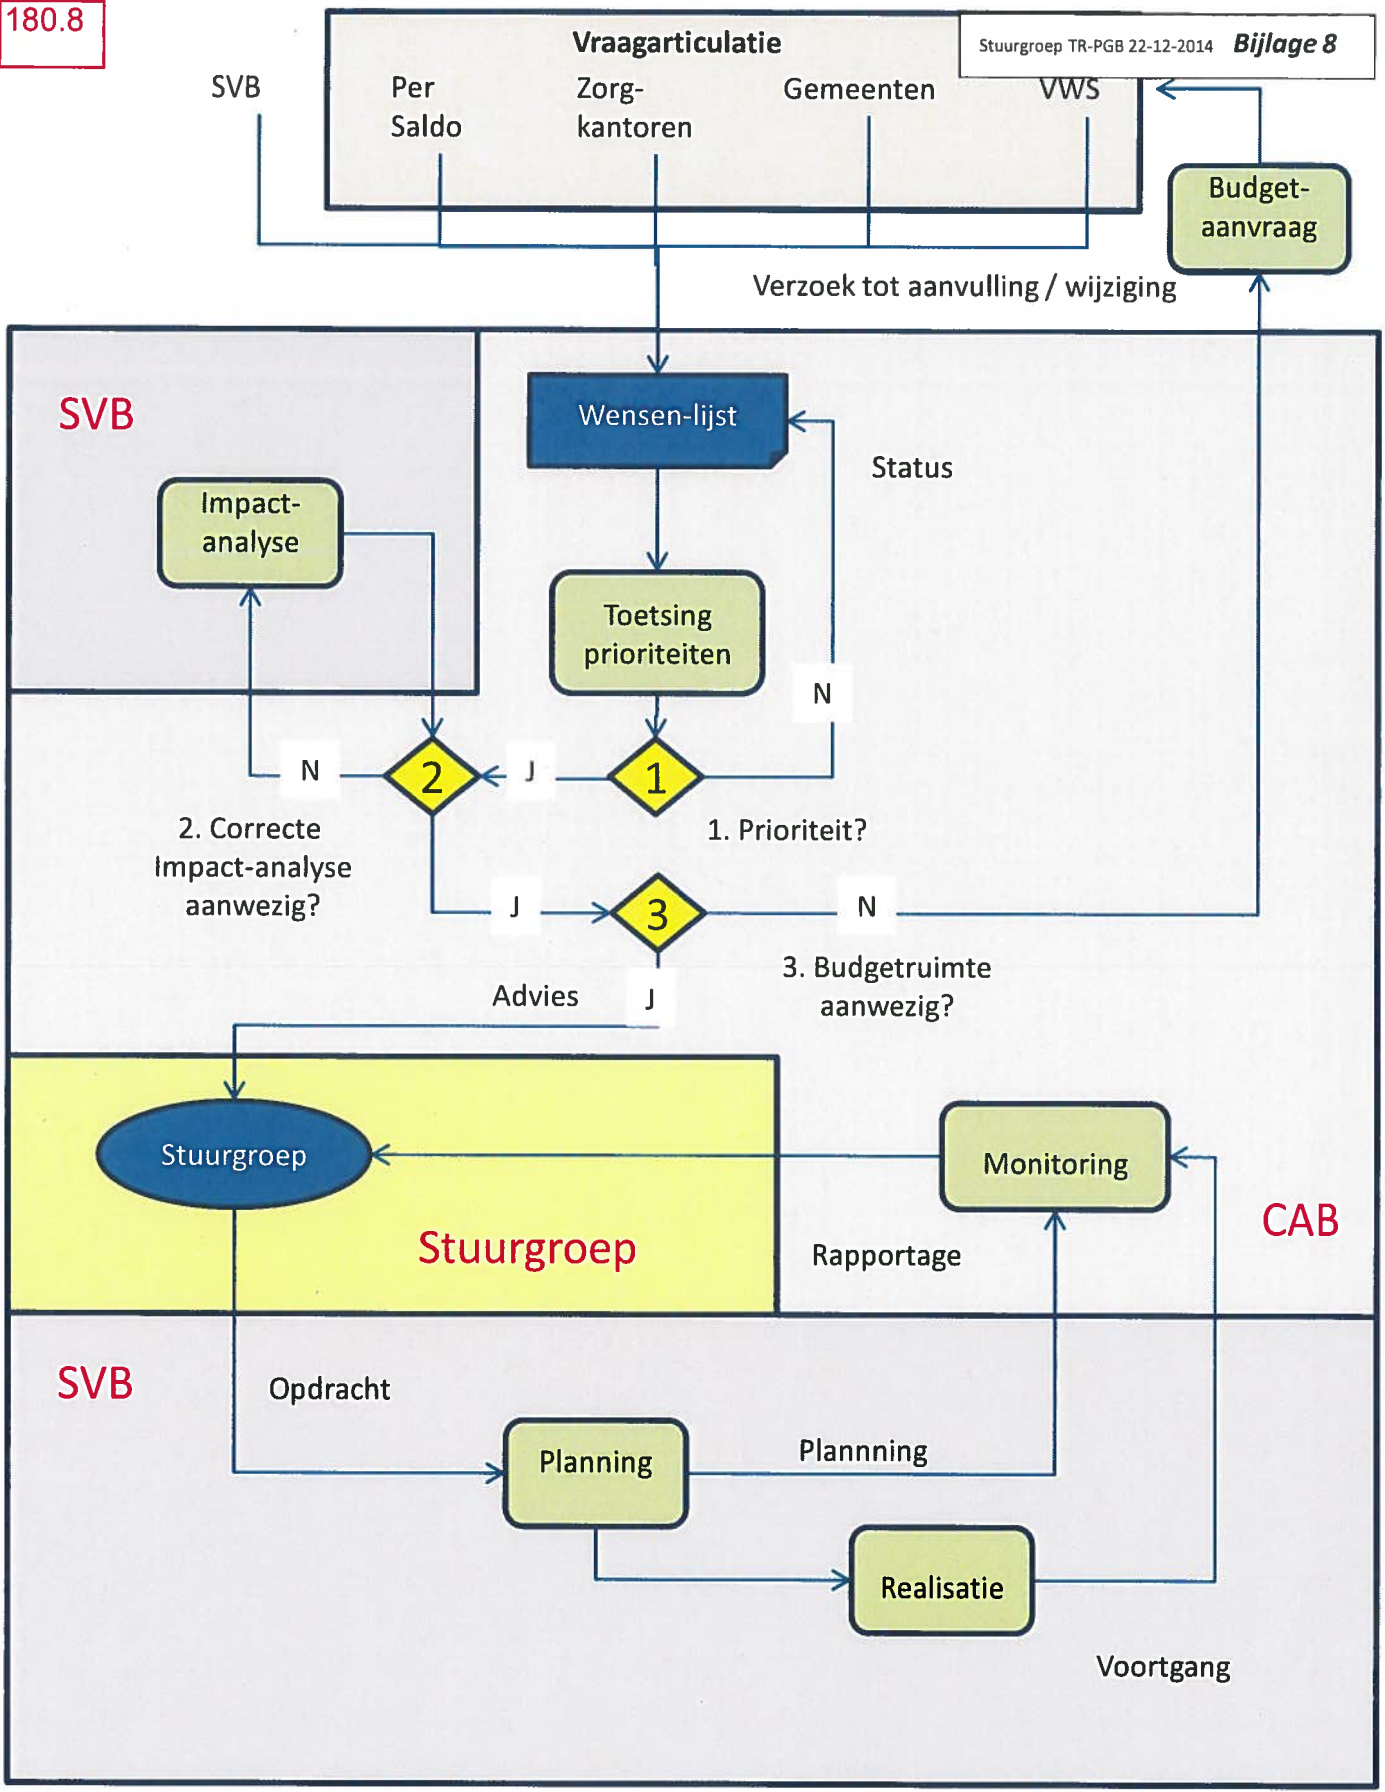 180.8
Vraagarticulatie
Stuurgroep TR-PGB 22-12-2014 Bijlage 8
SVB
Per
Saldo
Zorg-
kantoren
Gemeenten
VWS
Budget-
aanvraag
Verzoek tot aanvulling / wijziging
SVB
Wensen-lijst
Status
Impact-
analyse
Toetsing
prioriteiten
N
N
2
J
1
2. Correcte
Impact-analyse
aanwezig?
1. Prioriteit?
J
3
N
3. Budgetruimte
aanwezig?
Advies
J
Stuurgroep
Monitoring
CAB
Stuurgroep
Rapportage
SVB
Opdracht
Planning
Plannning
Realisatie
Voortgang